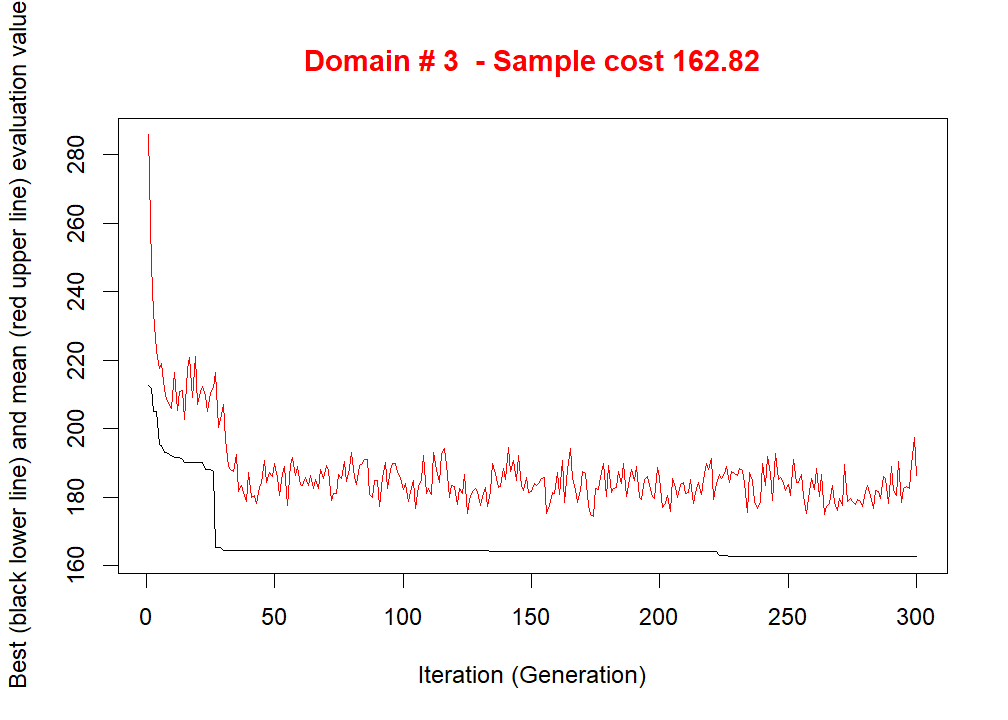 Domain # 3  - Sample cost 162.82
Best (black lower line) and mean (red upper line) evaluation value
280
260
240
220
200
180
160
0 50 100 150 200 250 300
Iteration (Generation)